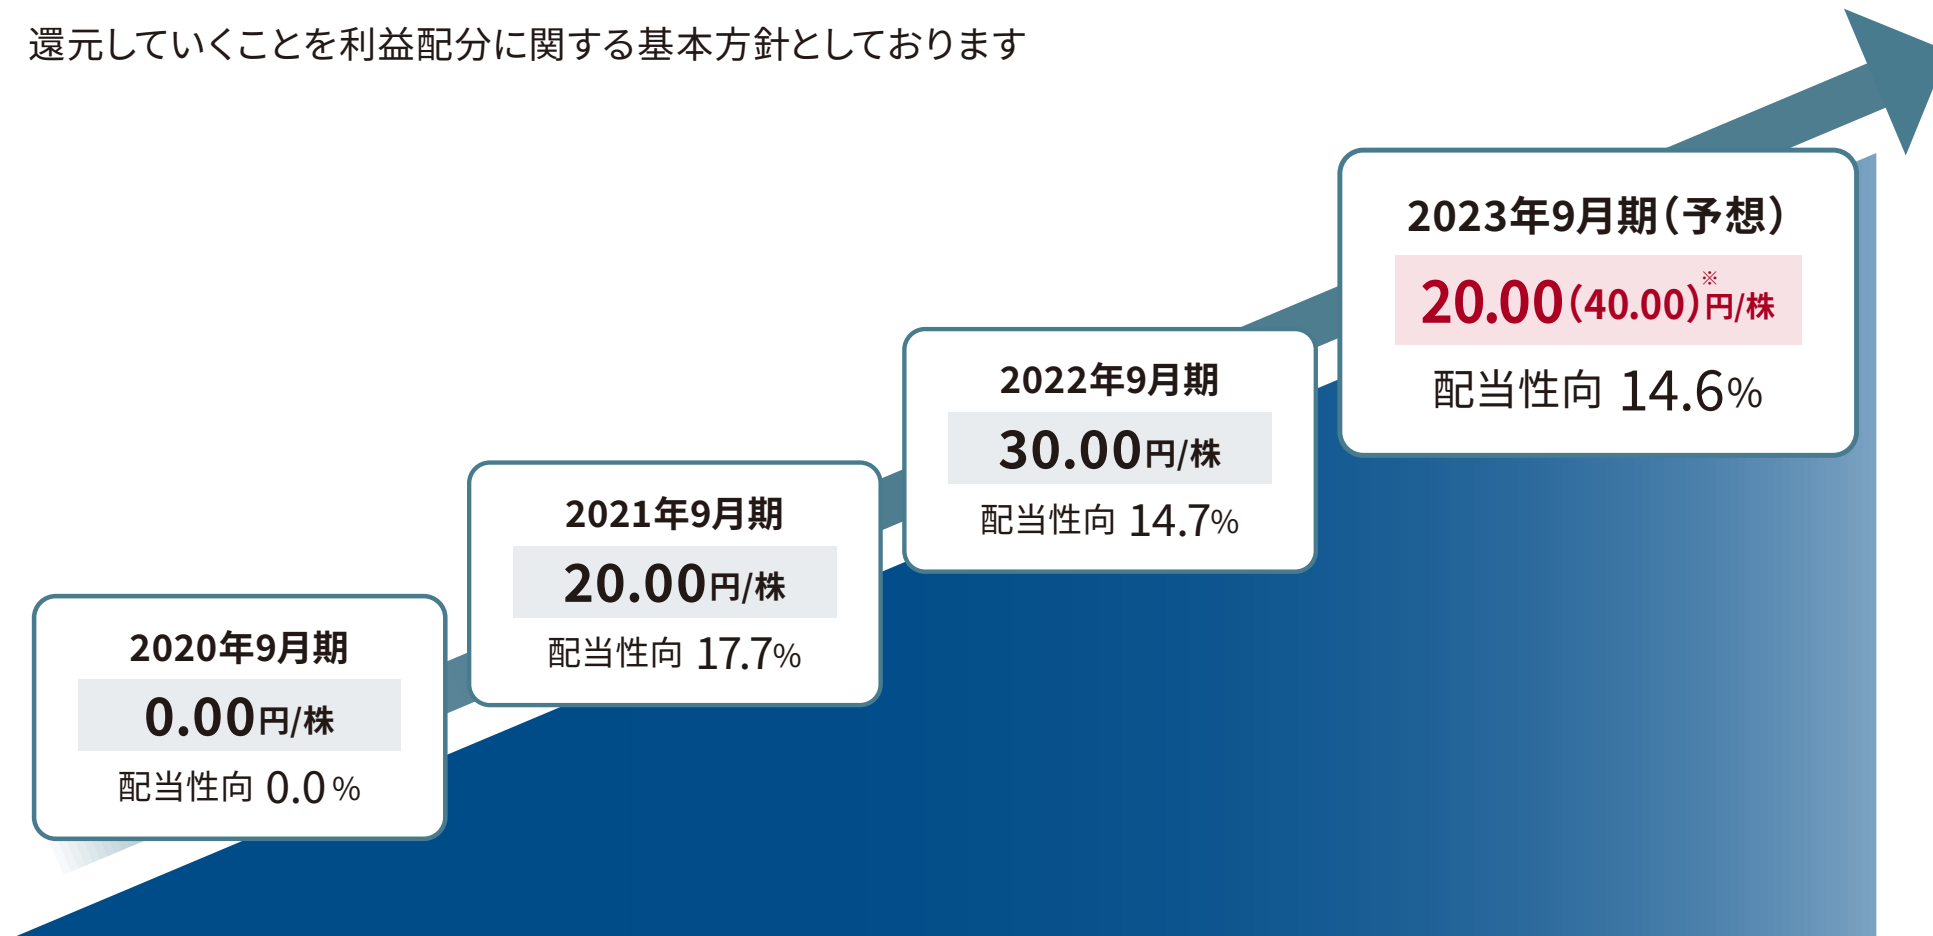 還元していくことを利益配分に関する基本方針としております
2020年9月期
0.00円/株
配当性向 0.0%
2021年9月期
20.00円/株
配当性向 17.7%
2022年9月期
30.00円/株
配当性向 14.7%
2023年9月期(予想)
20.00(40.00)※円/株
配当性向 14.6%